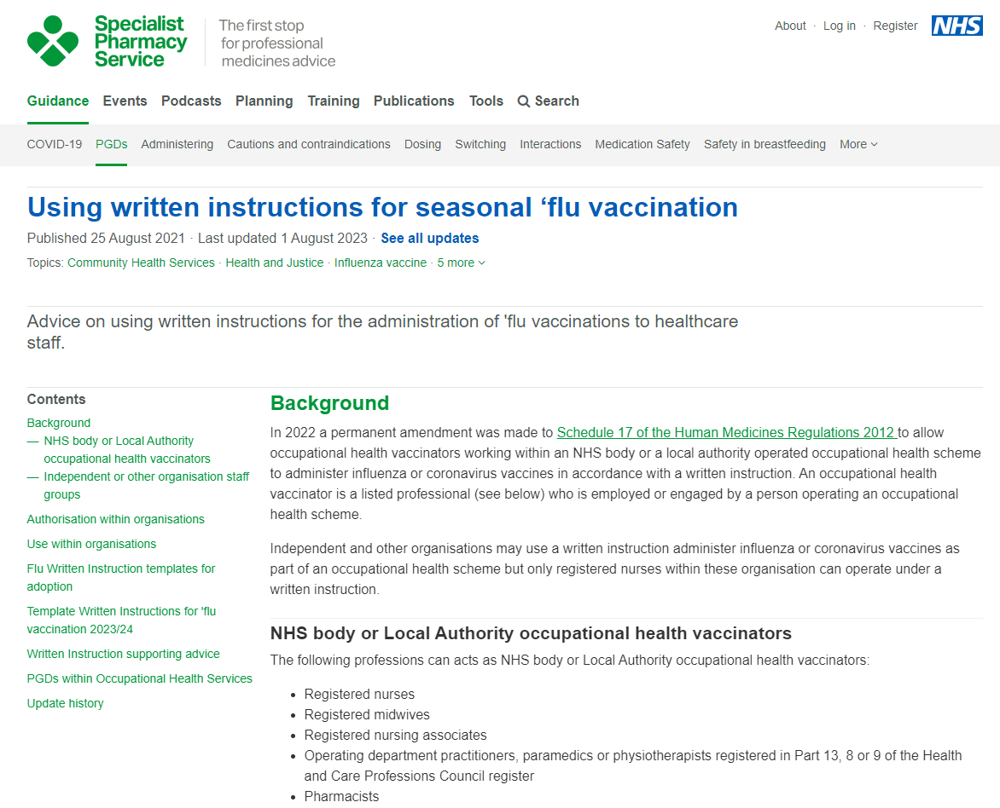 Specialist
Pharmacy
Service
The first stop
for professional
medicines advice
About · Log in · Register
NHS
Guidance Events Podcasts Planning Training Publications Tools Search
COVID-19 PGDs Administering Cautions and contraindications Dosing Switching Interactions Medication Safety Safety in breastfeeding More
Using written instructions for seasonal ‘flu vaccination
Published 25 August 2021 · Last updated 1 August 2023 · See all updates
Topics: Community Health Services · Health and Justice · Influenza vaccine · 5 more
Advice on using written instructions for the administration of 'flu vaccinations to healthcare
staff.
Contents
Background
— NHS body or Local Authority
occupational health vaccinators
— Independent or other organisation staff
groups
Authorisation within organisations
Use within organisations
Flu Written Instruction templates for
adoption
Template Written Instructions for 'flu
vaccination 2023/24
Written Instruction supporting advice
PGDs within Occupational Health Services
Update history
Background
In 2022 a permanent amendment was made to Schedule 17 of the Human Medicines Regulations 2012 to allow
occupational health vaccinators working within an NHS body or a local authority operated occupational health scheme
to administer influenza or coronavirus vaccines in accordance with a written instruction. An occupational health
vaccinator is a listed professional (see below) who is employed or engaged by a person operating an occupational
health scheme.
Independent and other organisations may use a written instruction administer influenza or coronavirus vaccines as
part of an occupational health scheme but only registered nurses within these organisation can operate under a
written instruction.
NHS body or Local Authority occupational health vaccinators
The following professions can acts as NHS body or Local Authority occupational health vaccinators:
• Registered nurses
• Registered midwives
• Registered nursing associates
• Operating department practitioners, paramedics or physiotherapists registered in Part 13, 8 or 9 of the Health
and Care Professions Council register
• Pharmacists